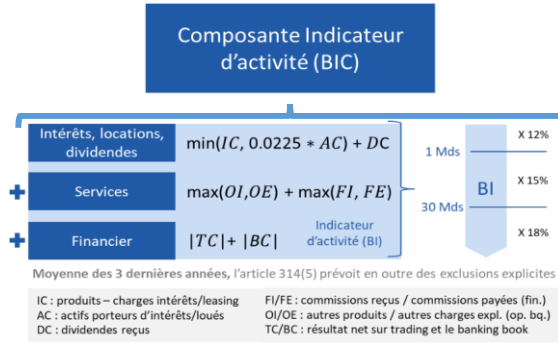 Composante Indicateur
d'activité (BIC)
Intérêts, locations,
dividendes
min(IC, 0.0225 * AC) + DC
+ Services
max(OI,OE) + max(FI, FE)
+ Financier
|TC|+ |BC|
Indicateur
d'activité (BI)
1 Mds
30 Mds
BI
X 12%
X 15%
X 18%
Moyenne des 3 dernières années, l'article 314(5) prévoit en outre des exclusions explicites
IC : produits – charges intérêts/leasing
AC : actifs porteurs d'intérêts/loués
DC : dividendes reçus
FI/FE : commissions reçus / commissions payées (fin.)
OI/OE : autres produits / autres charges expl. (op. bq.)
TC/BC : résultat net sur trading et le banking book